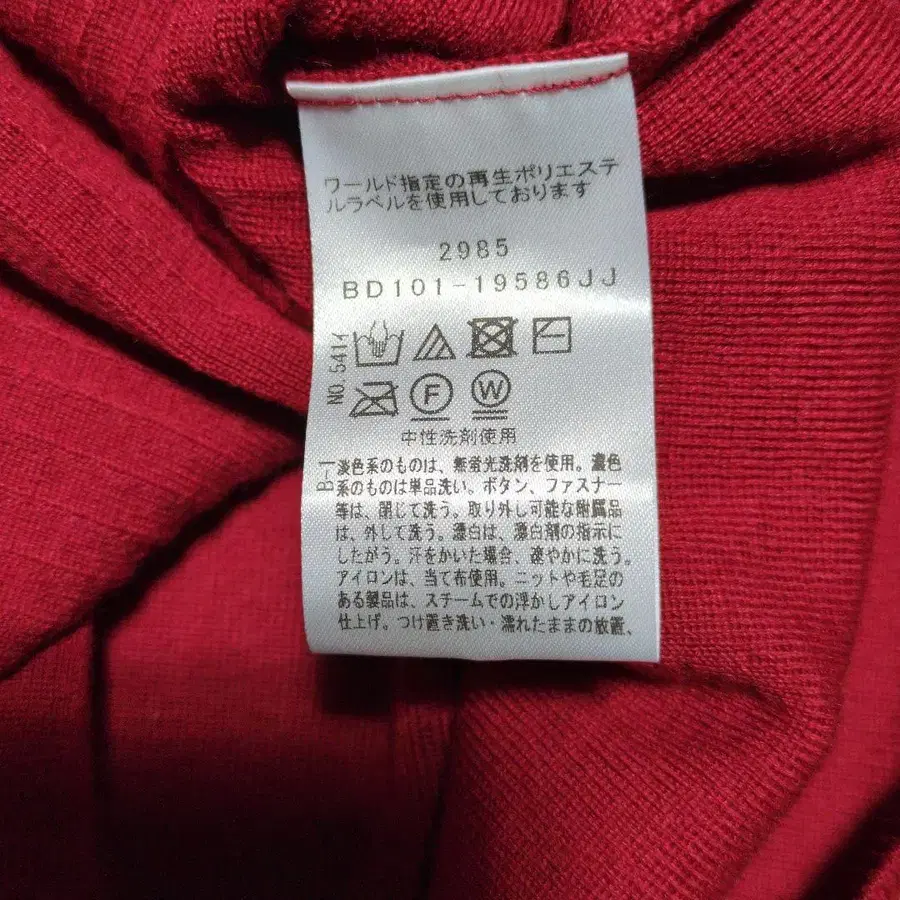 ワールド指定の再生ポリエステ
ルラベルを使用しております
2985
BD101-19586JJ
NO.5414
F
W
中性洗剤使用
B-1
淡色系のものは、無蛍光洗剤を使用。濃色
系のものは単品洗い。ボタン、ファスナー
等は、閉じて洗う。取り外し可能な附属品
は、外して洗う。漂白は、漂白剤の指示に
したがう。汗をかいた場合、速やかに洗う。
アイロンは、当て布使用。ニットや毛足の
ある製品は、スチームでの浮かしアイロン
仕上げ。つけ置き洗い・濡れたままの放置、